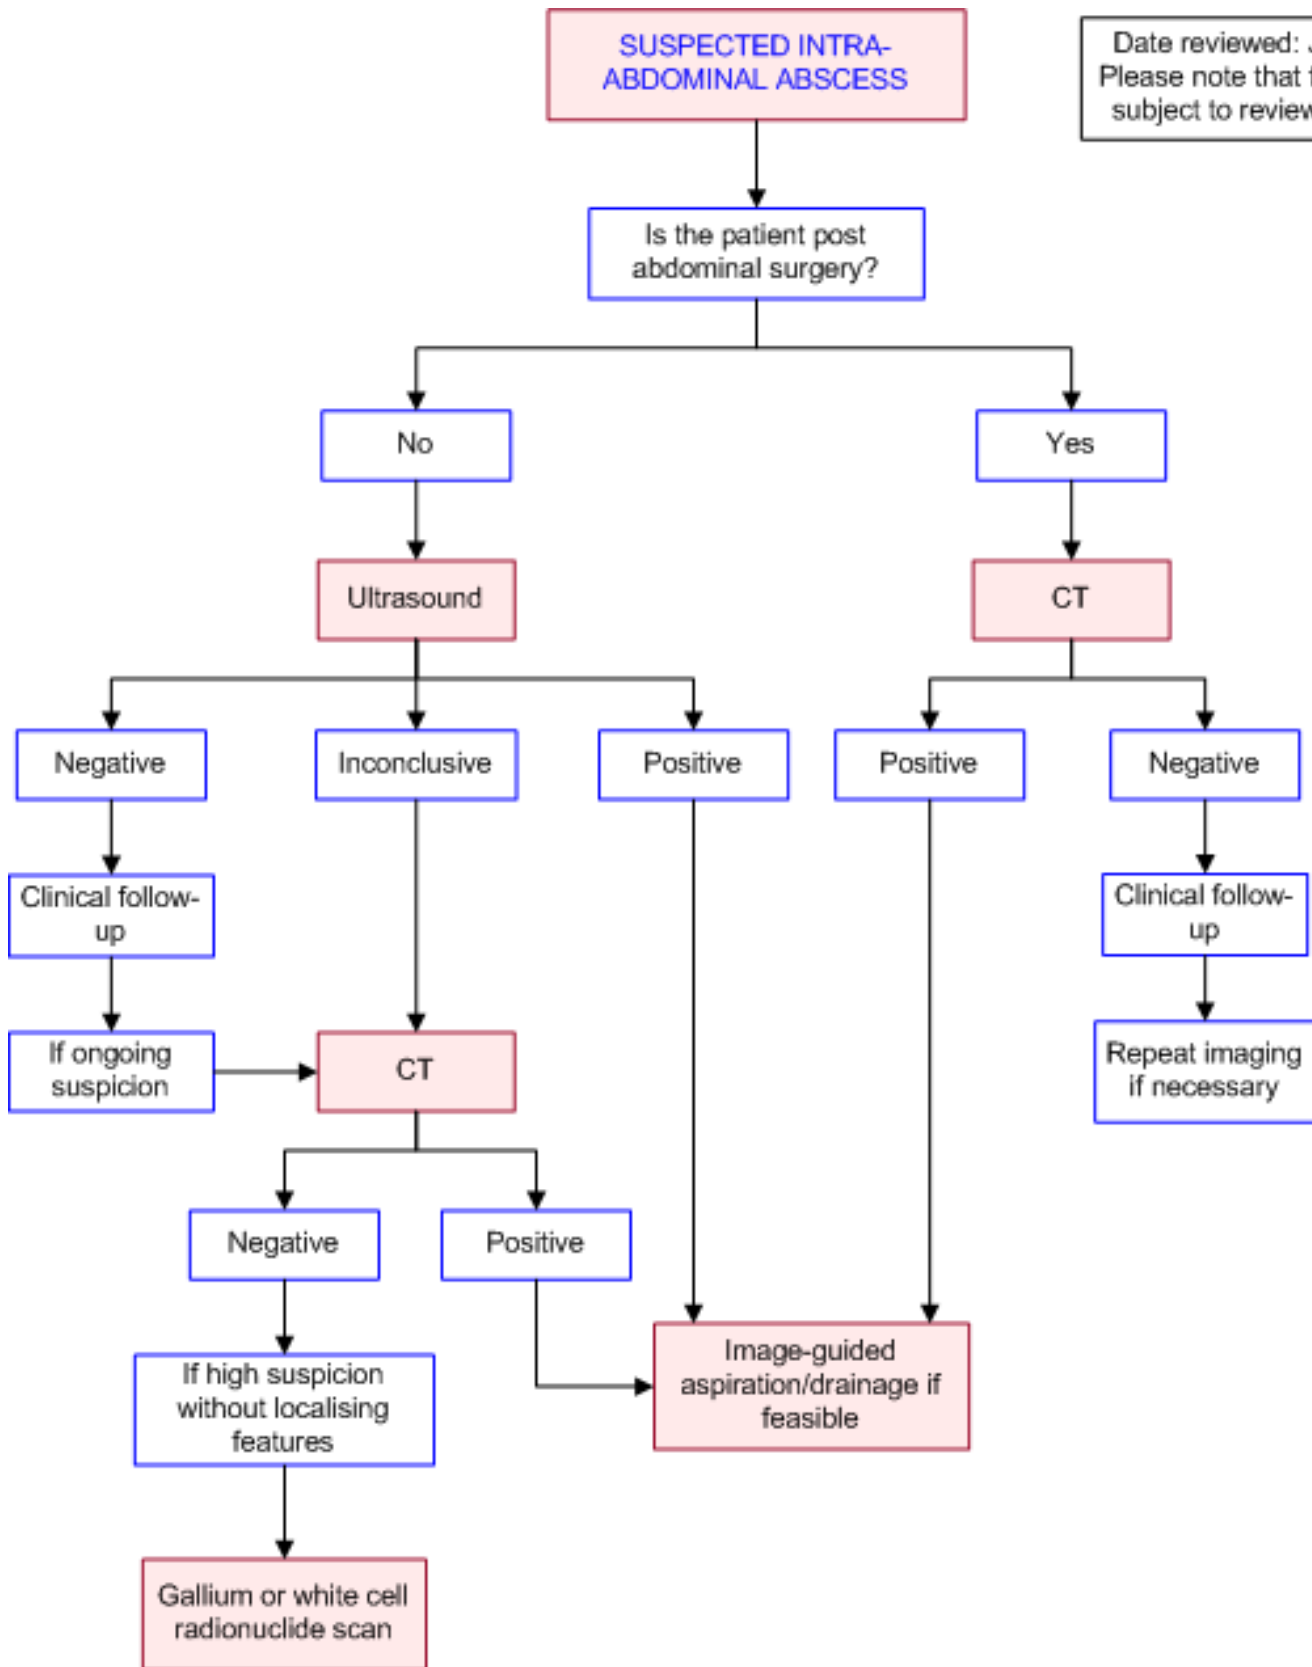 SUSPECTED INTRA-
ABDOMINAL ABSCESS
Date reviewed:
Please note that
subject to review
Is the patient post
abdominal surgery?
No
Yes
Ultrasound
CT
Negative
Inconclusive
Positive
Positive
Negative
Clinical follow-
up
Clinical follow-
up
If ongoing
suspicion
CT
Repeat imaging
if necessary
Negative
Positive
If high suspicion
without localising
features
Image-guided
aspiration/drainage if
feasible
Gallium or white cell
radionuclide scan